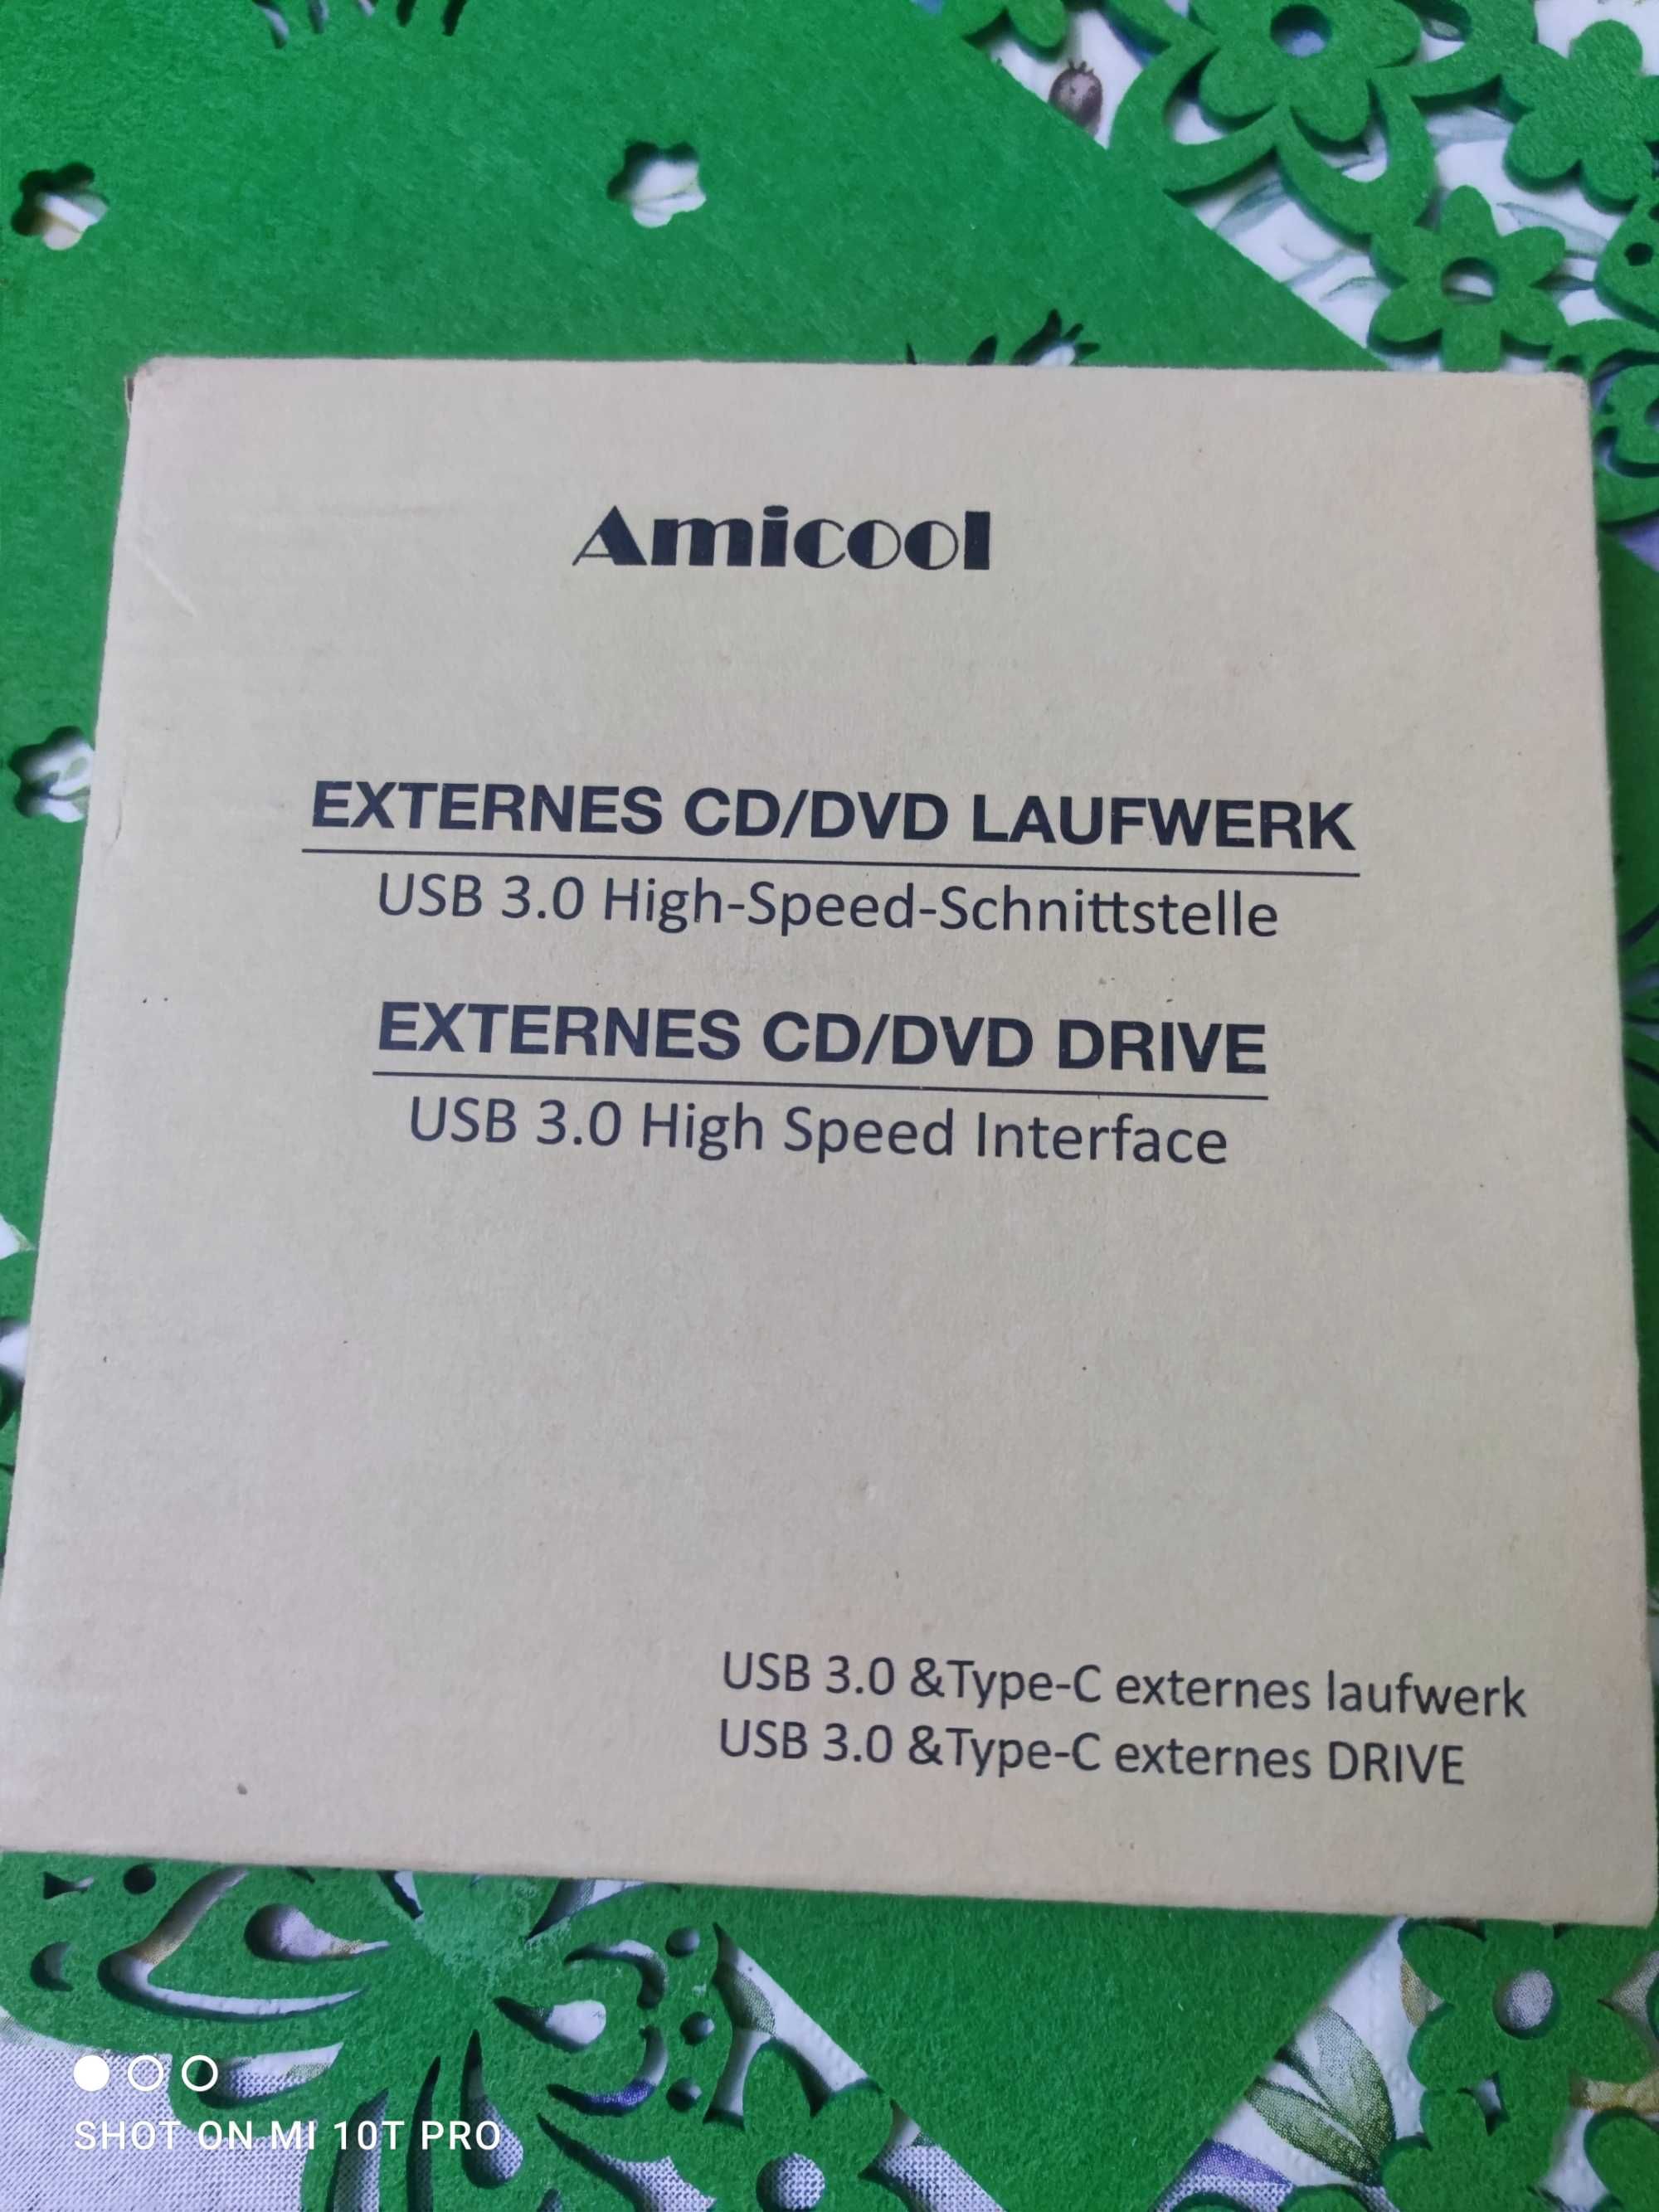 Amicool
EXTERNES CD/DVD LAUFWERK
USB 3.0 High-Speed-Schnittstelle
EXTERNES CD/DVD DRIVE
USB 3.0 High Speed Interface
USB 3.0 &Type-C externes laufwerk
USB 3.0 &Type-C externes DRIVE
SHOT ON MI 10T PRO